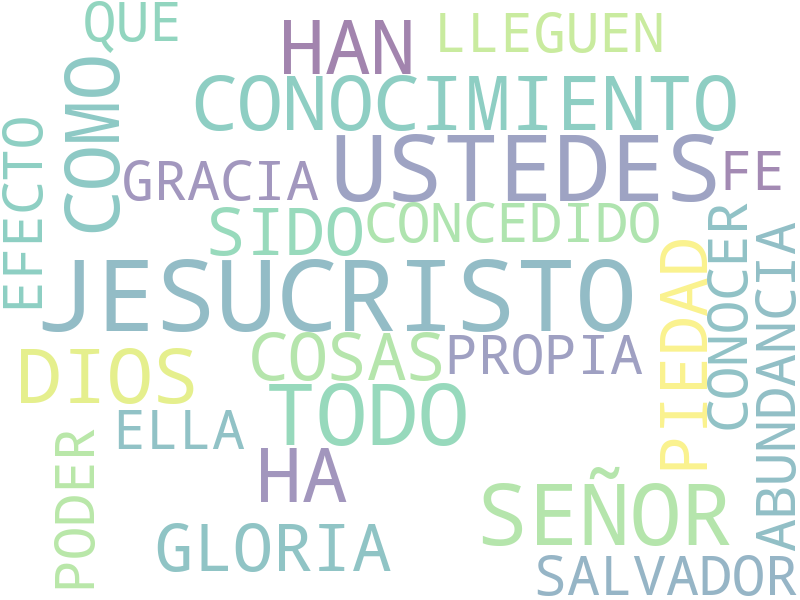 QUE
HAN
LLEGUEN
COMO
CONOCIMIENTO
EFECTO
GRACIA
USTEDES
FE
SIDO
CONCEDIDO
JESUCRISTO
PIEDAD
CONOCER
ABUNDANCIA
COSAS
PROPIA
DIOS
TODO
ELLA
HA
PODER
SEÑOR
GLORIA
SALVADOR